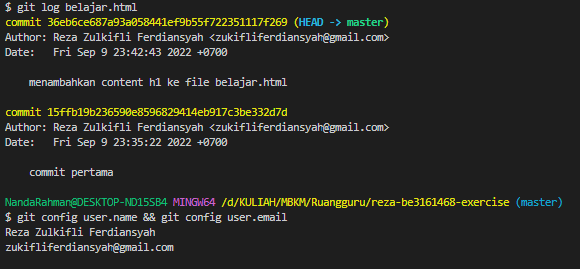 $ git log belajar.html
commit 36eb6ce687a93a058441ef9b55f722351117f269 (HEAD -> master)
Author: Reza Zulkifli Ferdiansyah <zukifliferdiansyah@gmail.com>
Date:   Fri Sep 9 23:42:43 2022 +0700
menambahkan content h1 ke file belajar.html
commit 15ffb19b236590e8596829414eb917c3be332d7d
Author: Reza Zulkifli Ferdiansyah <zukifliferdiansyah@gmail.com>
Date:   Fri Sep 9 23:35:22 2022 +0700
commit pertama
NandaRahman@DESKTOP-ND15SB4 MINGW64 /d/KULIAH/MBKM/Ruangguru/reza-be3161468-exercise (master)
$ git config user.name && git config user.email
Reza Zulkifli Ferdiansyah
zukifliferdiansyah@gmail.com